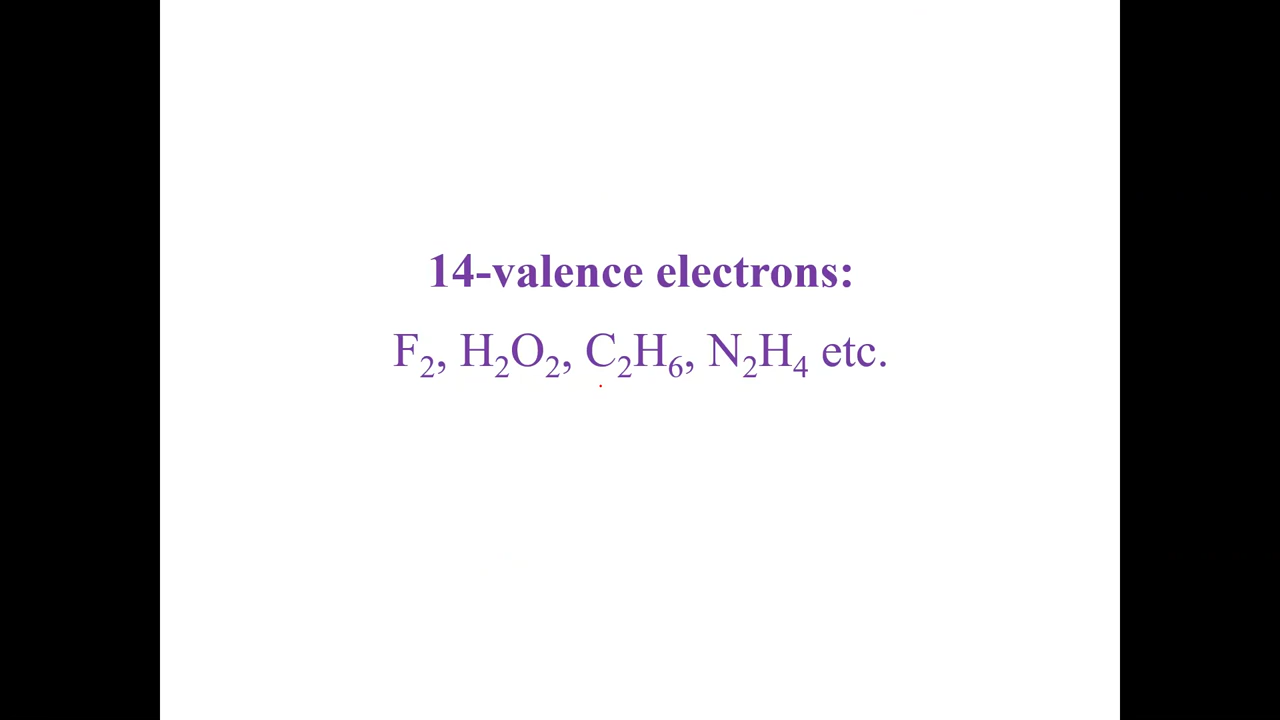 14-valence electrons:
F₂, H₂O₂, C₂H₆, N₂H₄ etc.